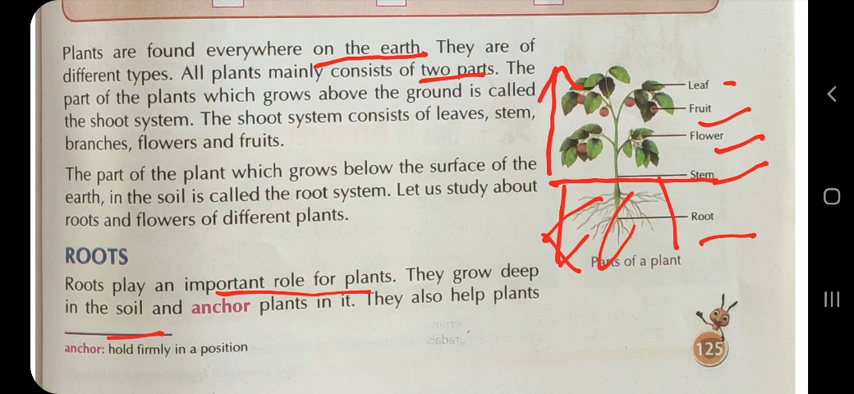 Plants are found everywhere on the earth. They are of
different types. All plants mainly consists of two parts. The
part of the plants which grows above the ground is called
the shoot system. The shoot system consists of leaves, stem,
branches, flowers and fruits.
The part of the plant which grows below the surface of the
earth, in the soil is called the root system. Let us study about
roots and flowers of different plants.
Leaf
Fruit
Flower
Stem
Root
Parts of a plant
ROOTS
Roots play an important role for plants. They grow deep
in the soil and anchor plants in it. They also help plants
anchor: hold firmly in a position
125